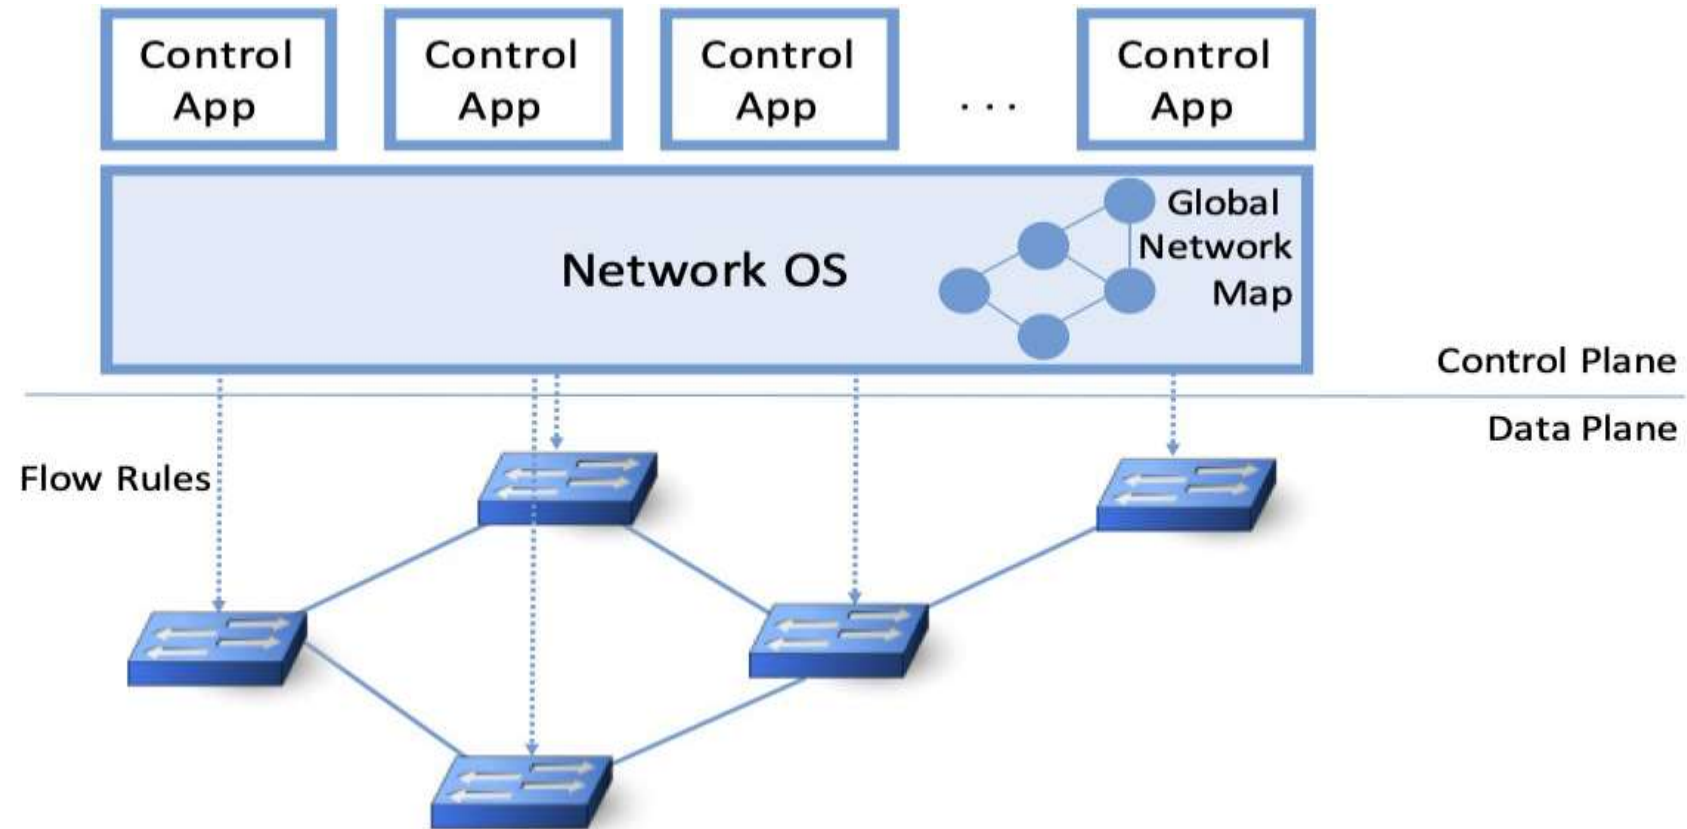 Control
App
Control
App
Control
App
. . .
Control
App
Network OS
Global
Network
Map
Control Plane
Data Plane
Flow Rules